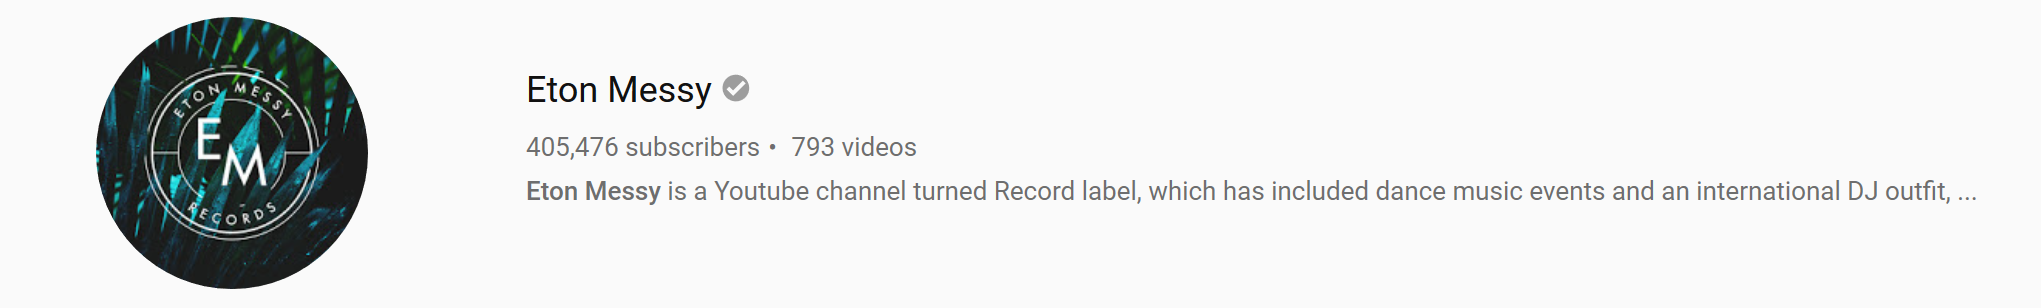 ETON MESSY
EM
RECORDS
Eton Messy
405,476 subscribers • 793 videos
Eton Messy is a Youtube channel turned Record label, which has included dance music events and an international DJ outfit, ...